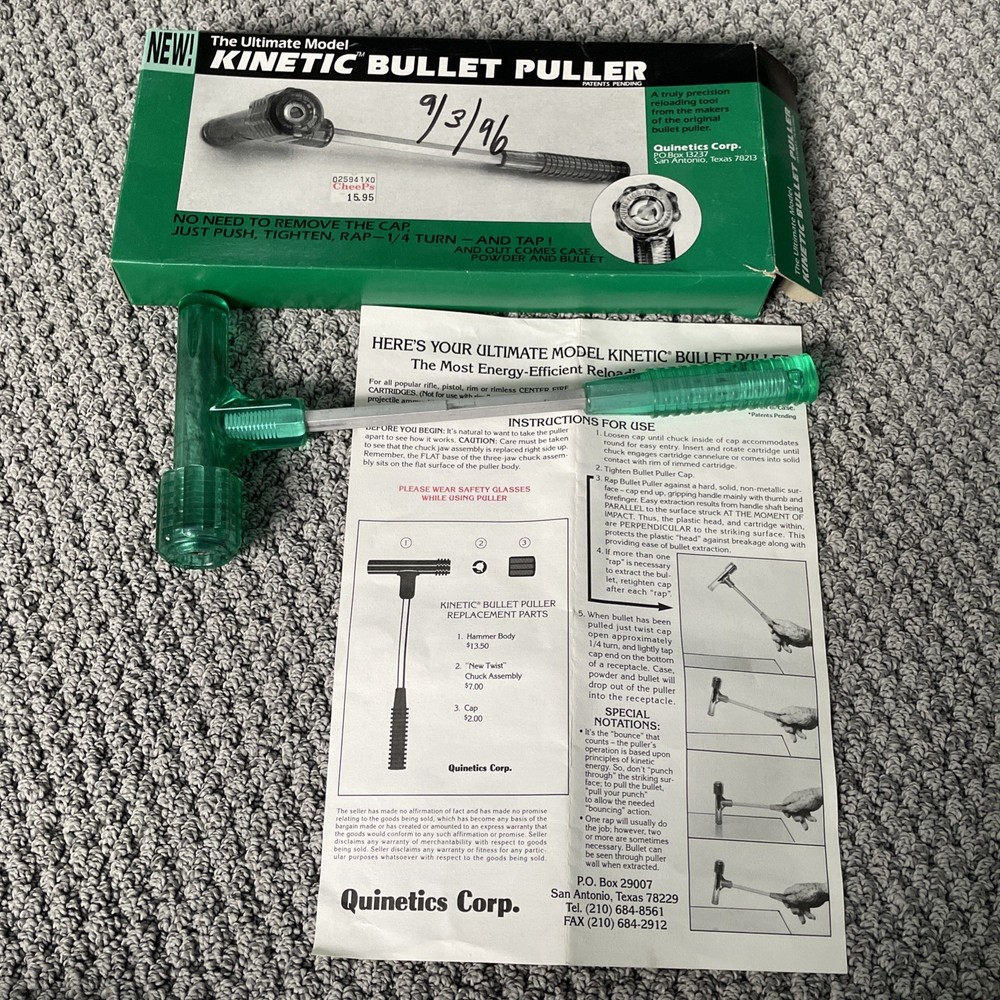 NEW!
The Ultimate Model
KINETIC™ BULLET PULLER
PATENTS PENDING
A truly precision
reloading tool
from the makers
of the original
bullet puller.
Quinetics Corp.
P.O.Box 13237
San Antonio, Texas 78213
9/3/96
025941X0
CheePs
15.95
NO NEED TO REMOVE THE CAP,
JUST PUSH, TIGHTEN, RAP—1/4 TURN — AND TAP!
AND OUT COMES CASE,
POWDER AND BULLET
The Ultimate Model
KINETIC BULLET PULLER
HERE'S YOUR ULTIMATE MODEL KINETIC® BULLET PULLER
The Most Energy-Efficient
For all popular rifle, pistol, rim or rimless CENTER FIRE
CARTRIDGES. (Not for use with
projectile
case.
*Patents Pending
INSTRUCTIONS FOR USE
BEFORE YOU BEGIN: It's natural to want to take the puller
apart to see how it works. CAUTION: Care must be taken
to see that the chuck jaw assembly is replaced right side up.
Remember, the FLAT base of the three-jaw chuck assem-
bly sits on the flat surface of the puller body.
PLEASE WEAR SAFETY GLASSES
WHILE USING PULLER
1
2
3
KINETIC® BULLET PULLER
REPLACEMENT PARTS
1. Hammer Body
$13.50
2. "New Twist"
Chuck Assembly
$7.00
3. Cap
$2.00
Quinetics Corp.
The seller has made no affirmation of fact and has made no promise
relating to the goods being sold, which has become any basis of the
bargain made or has created or amounted to an express warranty that
the goods would conform to any such affirmation or promise. Seller
disclaims any warranty of merchantability with respect to the goods
being sold. Seller disclaims any warranty or fitness for any partic-
ular purposes whatsoever with respect to the goods being sold.
Quinetics Corp.
1. Loosen cap until chuck inside of cap accommodates
round for easy entry. Insert and rotate cartridge until
chuck engages cartridge cannelure or comes into solid
contact with rim of rimmed cartridge.
2. Tighten Bullet Puller Cap.
3. Rap Bullet Puller against a hard, solid, non-metallic sur-
face – cap end up, gripping handle mainly with thumb and
forefinger. Easy extraction results from handle shaft being
PARALLEL to the surface struck AT THE MOMENT OF
IMPACT. Thus, the plastic head, and cartridge within,
are PERPENDICULAR to the striking surface. This
protects the plastic "head" against breakage along with
providing ease of bullet extraction.
4. If more than one
"rap" is necessary
to extract the bul-
let, retighten cap
after each "rap".
5. When bullet has been
pulled just twist cap
open approximately
1/4 turn, and lightly tap
cap end on the bottom
of a receptacle. Case,
powder and bullet will
drop out of the puller
into the receptacle.
SPECIAL
NOTATIONS:
• It's the "bounce" that
counts – the puller's
operation is based upon
principles of kinetic
energy. So, don't "punch
through" the striking sur-
face; to pull the bullet,
"pull your punch"
to allow the needed
"bouncing" action.
• One rap will usually do
the job; however, two
or more are sometimes
necessary. Bullet can
be seen through puller
wall when extracted.
P.O. Box 29007
San Antonio, Texas 78229
Tel. (210) 684-8561
FAX (210) 684-2912